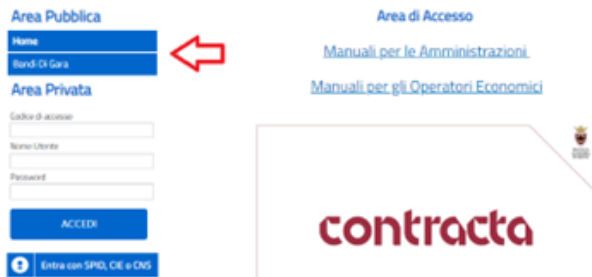 Area Pubblica
Home
Bandi Di Gara
Area Privata
Codice di accesso
Nome Utente
Password
ACCEDI
Entra con SPID, CIE o CNS
Area di Accesso
Manuali per le Amministrazioni
Manuali per gli Operatori Economici
contracta